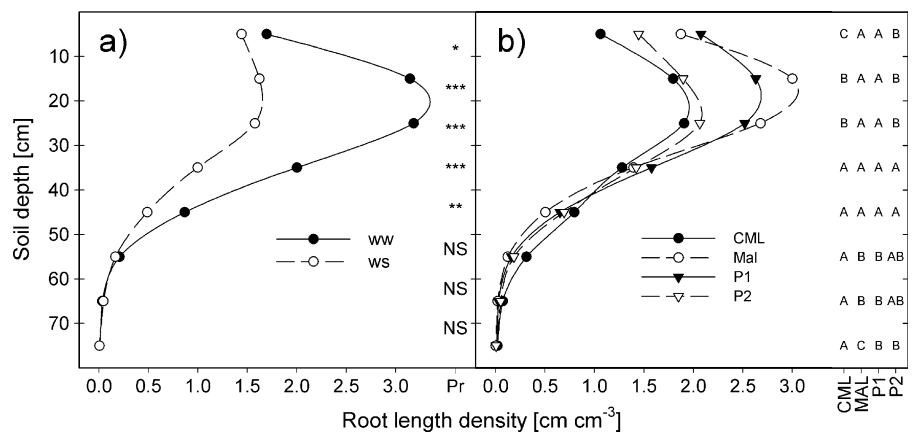 a)
b)
Soil depth [cm]
10
20
30
40
50
60
70
*
***
***
***
**
NS
NS
NS
ww
ws
CML
Mal
P1
P2
C A A B
B A A B
B A A B
A A A A
A A A A
A B B AB
A B B AB
A C B B
0.0 0.5 1.0 1.5 2.0 2.5 3.0 Pr
0.0 0.5 1.0 1.5 2.0 2.5 3.0
CML
MAL
P1
P2
Root length density [cm cm⁻³]